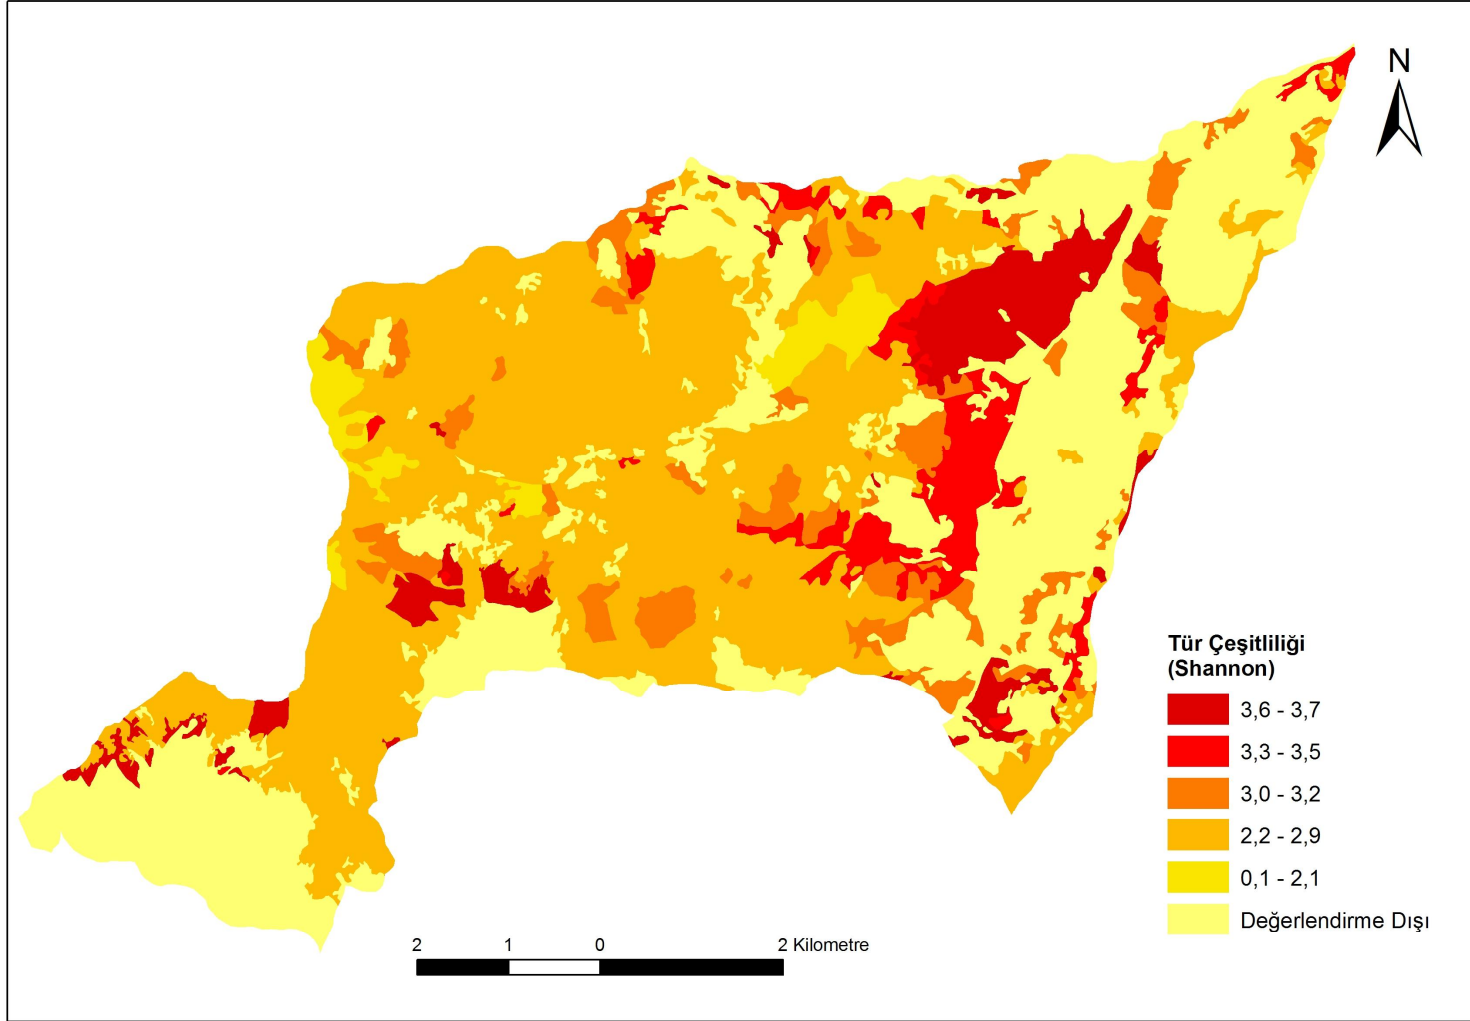 N
Tür Çeşitliliği
(Shannon)
3,6 - 3,7
3,3 - 3,5
3,0 - 3,2
2,2 - 2,9
0,1 - 2,1
Değerlendirme Dışı
2 1 0 2 Kilometre